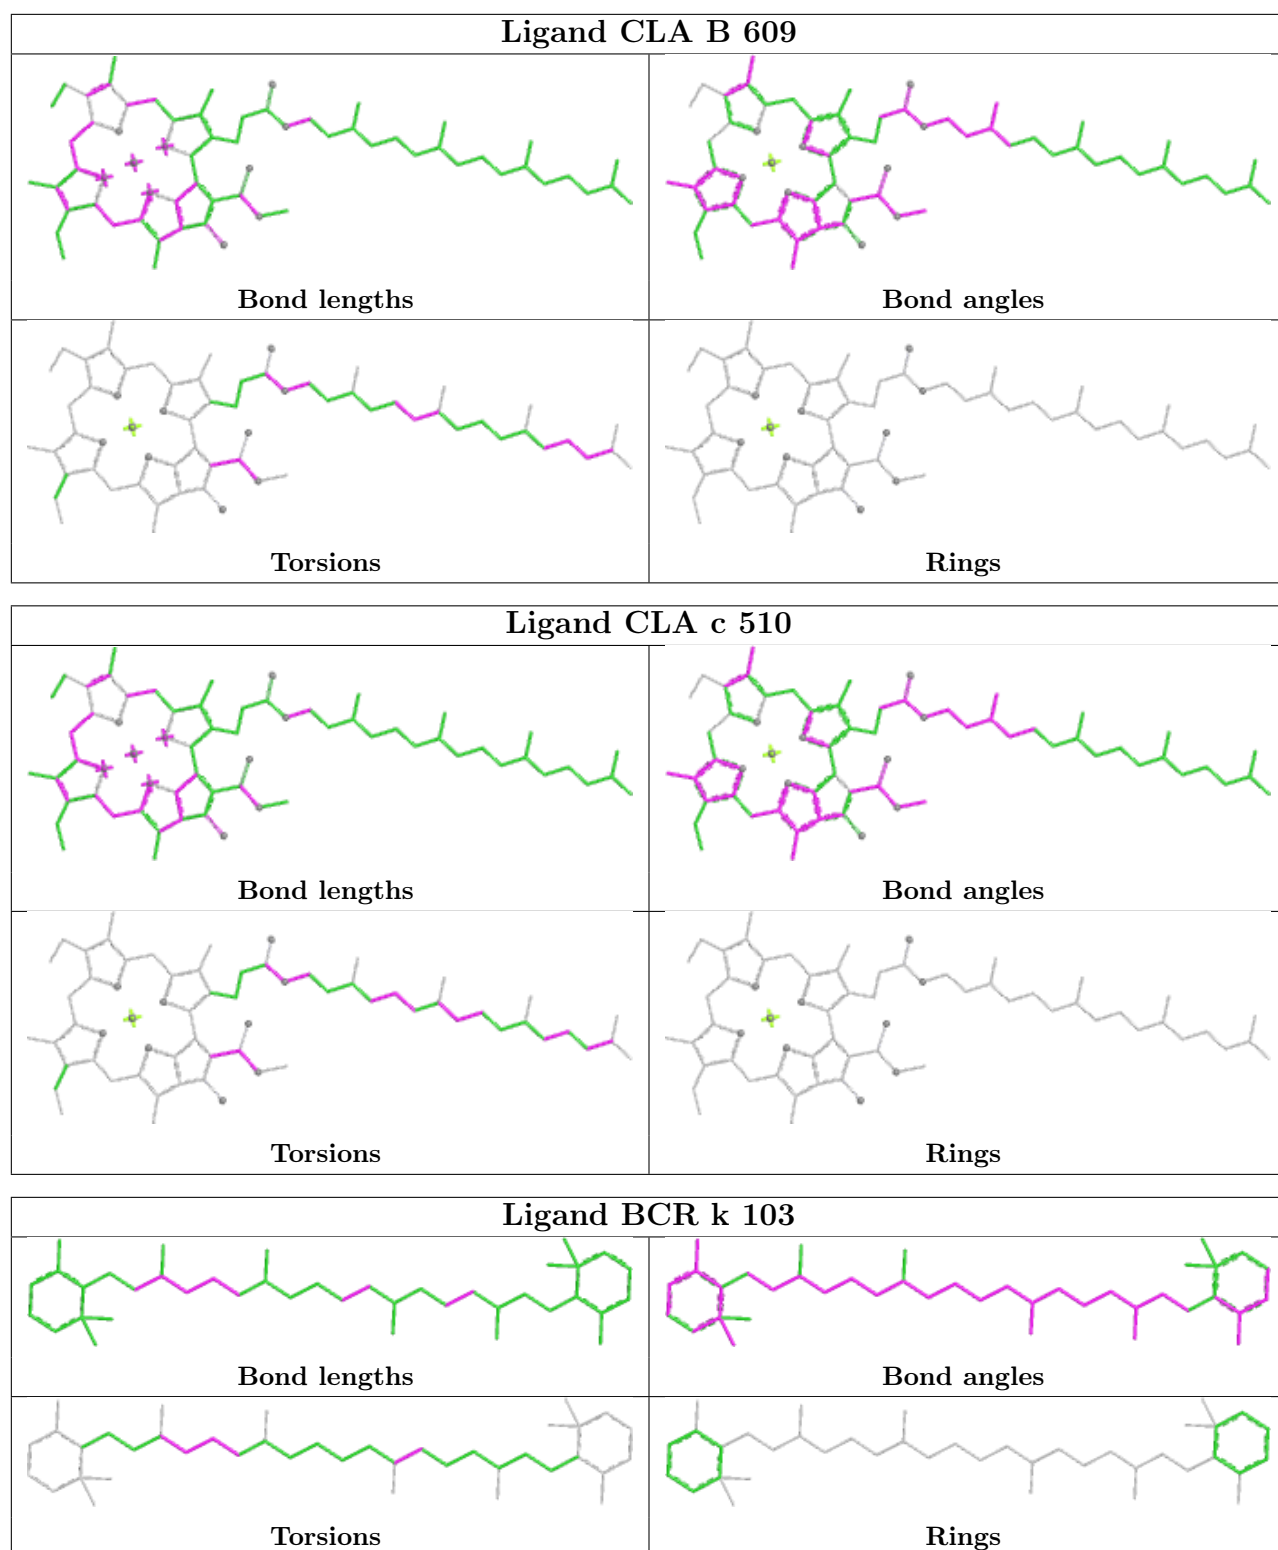 Ligand CLA B 609
Bond lengths
Bond angles
Torsions
Rings
Ligand CLA c 510
Bond lengths
Bond angles
Torsions
Rings
Ligand BCR k 103
Bond lengths
Bond angles
Torsions
Rings